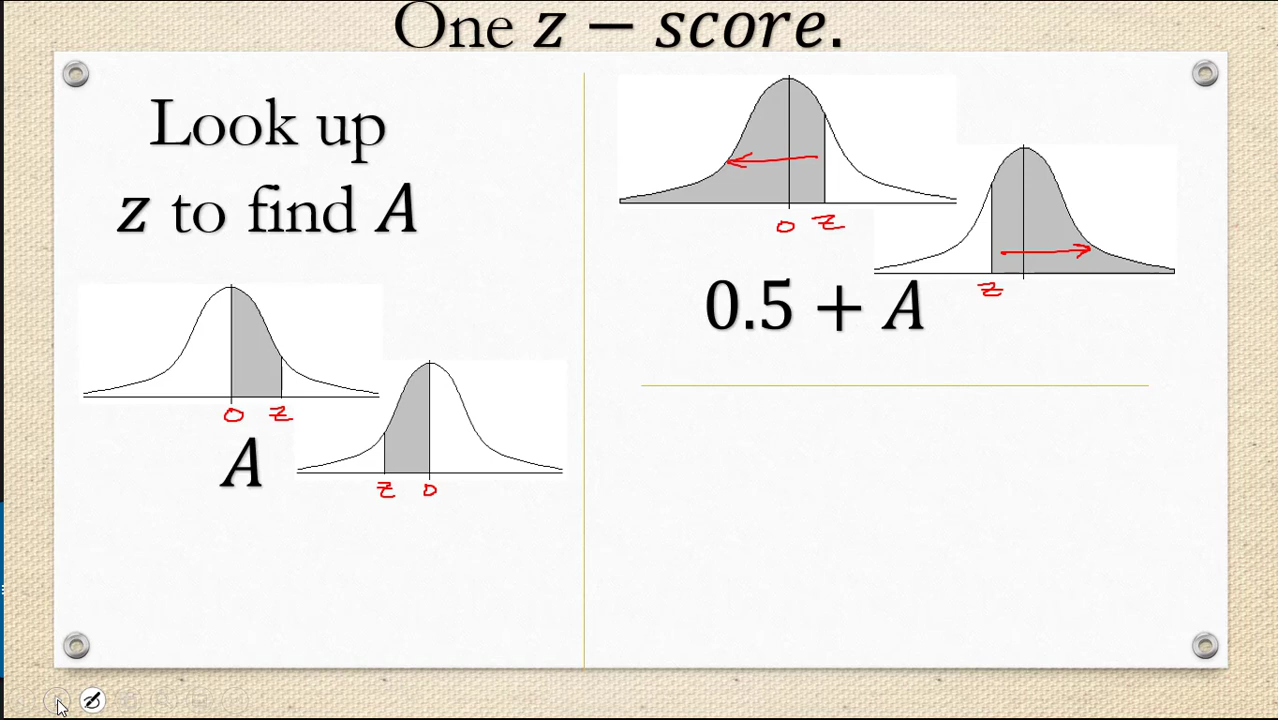 One z − score.
Look up
z to find A
0 z
A
z 0
0 z
z
0.5 + A